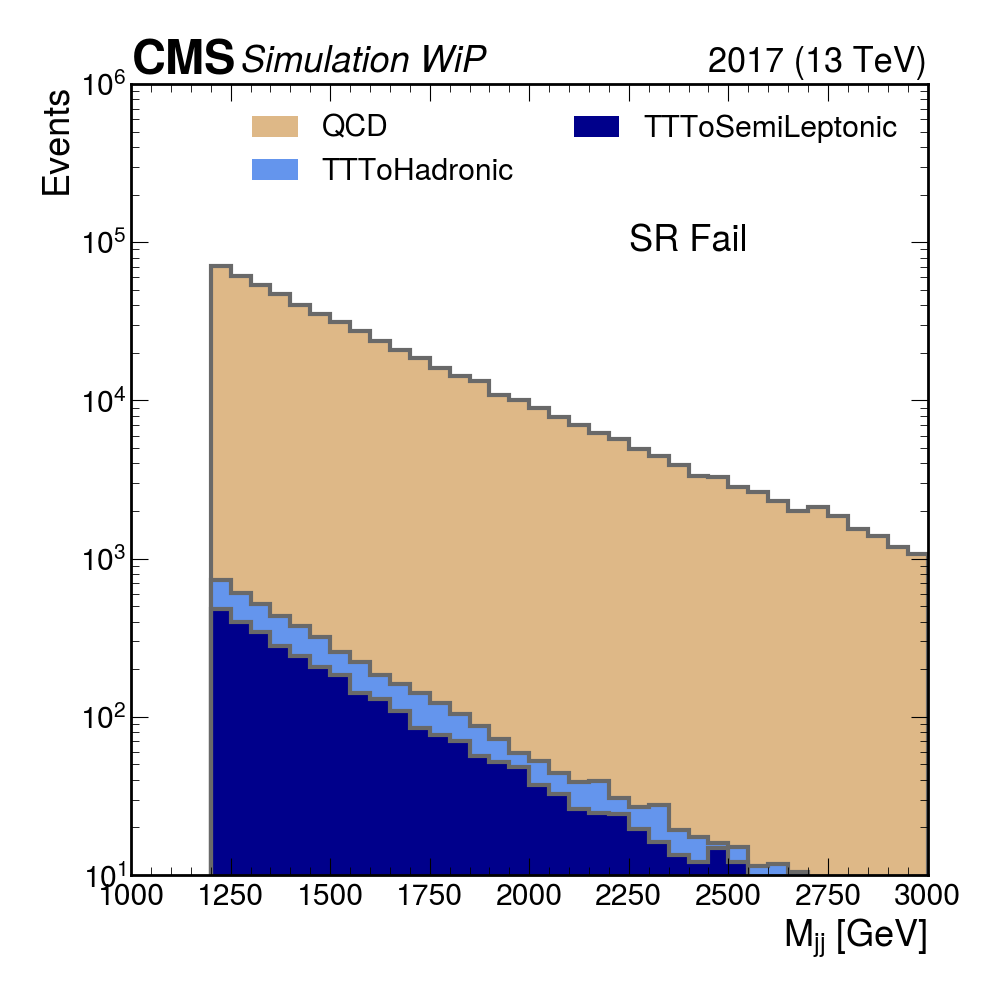 CMS Simulation WiP 2017 (13 TeV)
Events
QCD
TTToHadronic
TTToSemiLeptonic
SR Fail
10⁶
10⁵
10⁴
10³
10²
10¹
1000 1250 1500 1750 2000 2250 2500 2750 3000
M_jj [GeV]